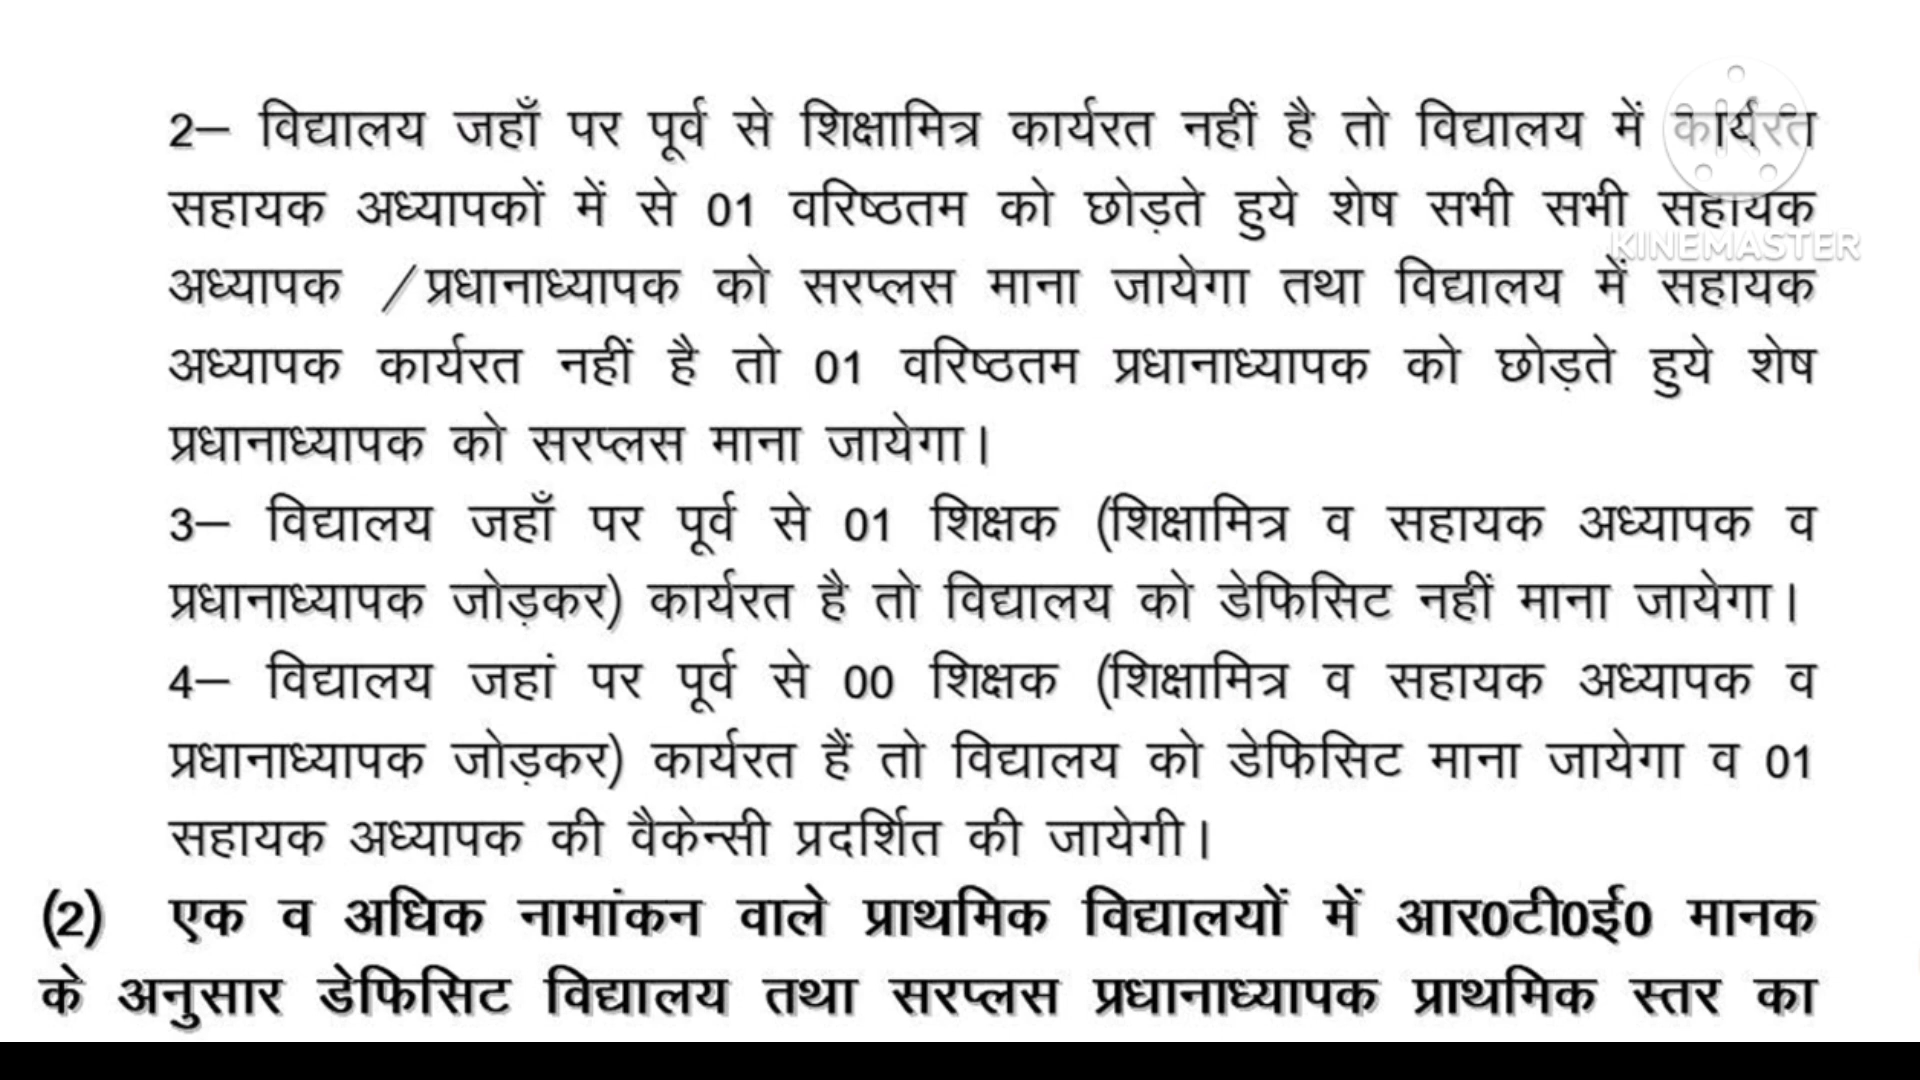 2– विद्यालय जहाँ पर पूर्व से शिक्षामित्र कार्यरत नहीं है तो विद्यालय में कार्यरत
सहायक अध्यापकों में से 01 वरिष्ठतम को छोड़ते हुये शेष सभी सभी सहायक
KINEMASTER
अध्यापक /प्रधानाध्यापक को सरप्लस माना जायेगा तथा विद्यालय में सहायक
अध्यापक कार्यरत नहीं है तो 01 वरिष्ठतम प्रधानाध्यापक को छोड़ते हुये शेष
प्रधानाध्यापक को सरप्लस माना जायेगा।
3– विद्यालय जहाँ पर पूर्व से 01 शिक्षक (शिक्षामित्र व सहायक अध्यापक व
प्रधानाध्यापक जोड़कर) कार्यरत है तो विद्यालय को डेफिसिट नहीं माना जायेगा।
4– विद्यालय जहां पर पूर्व से 00 शिक्षक (शिक्षामित्र व सहायक अध्यापक व
प्रधानाध्यापक जोड़कर) कार्यरत हैं तो विद्यालय को डेफिसिट माना जायेगा व 01
सहायक अध्यापक की वैकेन्सी प्रदर्शित की जायेगी।
(2) एक व अधिक नामांकन वाले प्राथमिक विद्यालयों में आर0टी0ई0 मानक
के अनुसार डेफिसिट विद्यालय तथा सरप्लस प्रधानाध्यापक प्राथमिक स्तर का